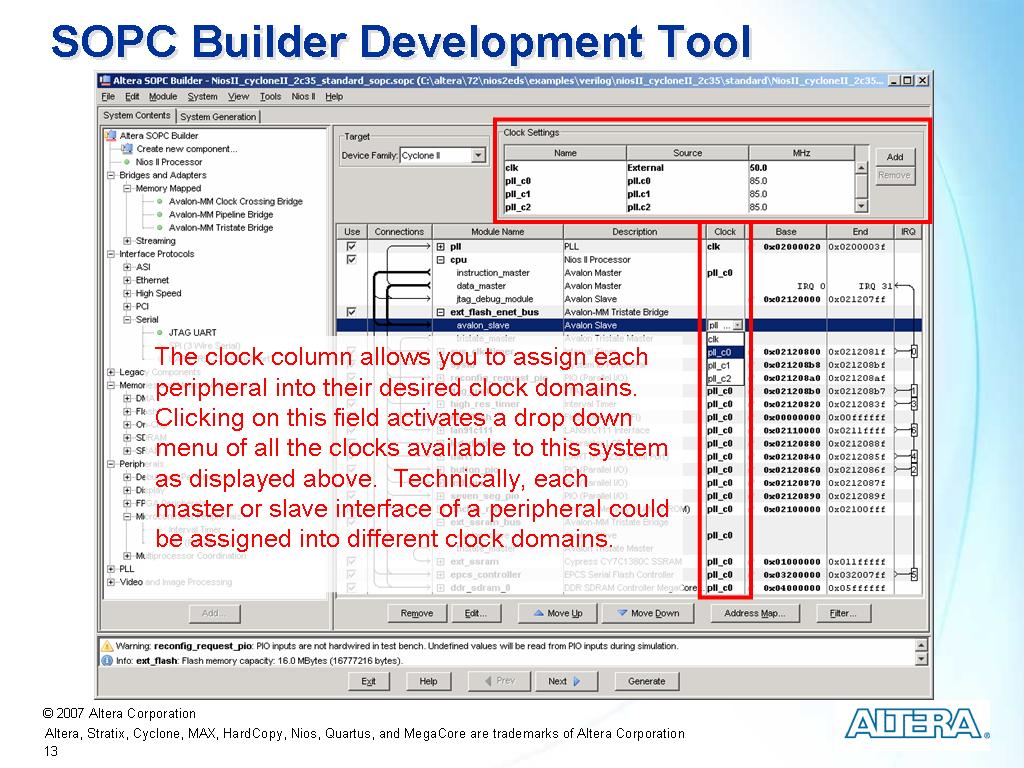 SOPC Builder Development Tool
Altera SOPC Builder - NiosII_cycloneII_2c35_standard_sopc.sopc (C:\altera\72\nios2eds\examples\verilog\niosII_cycloneII_2c35\standard\NiosII_cycloneII_2c35...
File Edit Module System View Tools Nios II Help
System Contents System Generation
Altera SOPC Builder
Create new component...
Nios II Processor
Bridges and Adapters
Memory Mapped
Avalon-MM Clock Crossing Bridge
Avalon-MM Pipeline Bridge
Avalon-MM Tristate Bridge
Streaming
Interface Protocols
ASI
Ethernet
High Speed
PCI
Serial
JTAG UART
SPI (3 Wire Serial)
Legacy Components
PLL
Video and Image Processing
Add...
Target
Device Family: Cyclone II
Clock Settings
Name Source MHz
clk External 50.0
pll_c0 pll.c0 85.0
pll_c1 pll.c1 85.0
pll_c2 pll.c2 85.0
Add
Remove
Use Connections Module Name Description Clock Base End IRQ
pll PLL clk 0x02000020 0x0200003f
cpu Nios II Processor
instruction_master Avalon Master pll_c0
data_master Avalon Master IRQ 0 IRQ 31
jtag_debug_module Avalon Slave 0x02120000 0x021207ff
ext_flash_enet_bus Avalon-MM Tristate Bridge
avalon_slave Avalon Slave pll ...
tristate_master Avalon Tristate Master clk
pll_c0 0x02120800 0x0212081f 0
pll_c1 0x021208b8 0x021208bf
pll_c2 0x021208a0 0x021208af
pll_c0 0x021208b0 0x021208b7 1
high_res_timer Interval Timer pll_c0 0x02120820 0x0212083f 3
pll_c0 0x00000000 0x00ffffff
lan91c111 pll_c0 0x02110000 0x0211ffff 6
pll_c0 0x02120880 0x0212088f
pll_c0 0x02120840 0x0212085f 4
button_pio PIO (Parallel I/O) pll_c0 0x02120860 0x0212086f 2
pll_c0 0x02120870 0x0212087f
seven_seg_pio PIO (Parallel I/O) pll_c0 0x02120890 0x0212089f
pll_c0 0x02100000 0x02100fff
ext_ssram_bus Avalon-MM Tristate Bridge
pll_c0
Avalon Tristate Master
ext_ssram Cypress CY7C1380C SSRAM pll_c0 0x01000000 0x011fffff
epcs_controller EPCS Serial Flash Controller pll_c0 0x03200000 0x032007ff 5
ddr_sdram_0 DDR SDRAM Controller MegaCore... pll_c0 0x04000000 0x05ffffff
The clock column allows you to assign each
peripheral into their desired clock domains.
Clicking on this field activates a drop down
menu of all the clocks available to this system
as displayed above. Technically, each
master or slave interface of a peripheral could
be assigned into different clock domains.
Remove Edit... Move Up Move Down Address Map... Filter...
Warning: reconfig_request_pio: PIO inputs are not hardwired in test bench. Undefined values will be read from PIO inputs during simulation.
Info: ext_flash: Flash memory capacity: 16.0 MBytes (16777216 bytes).
Exit Help Prev Next Generate
© 2007 Altera Corporation
Altera, Stratix, Cyclone, MAX, HardCopy, Nios, Quartus, and MegaCore are trademarks of Altera Corporation
13
ALTERA®